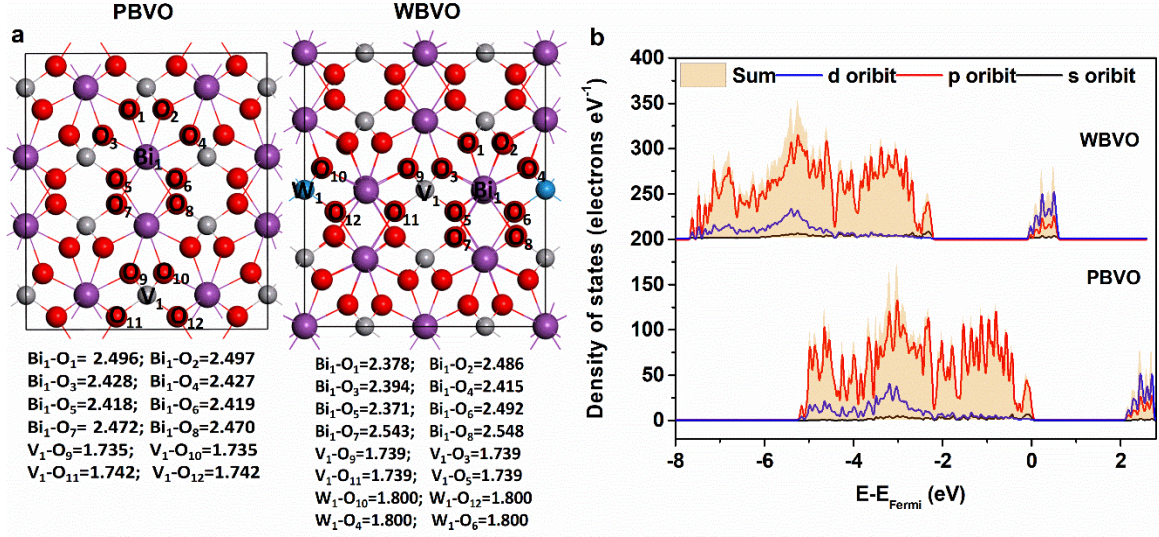 PBVO
WBVO
a
O1 O2
O3 O4
Bi1
O5 O6
O7 O8
O9 O10
V1
O11 O12
O1 O2
O10 O9 O3 O4
W1 V1 Bi1
O12 O11 O5 O6
O7 O8
Bi1-O1= 2.496; Bi1-O2=2.497
Bi1-O3=2.428; Bi1-O4=2.427
Bi1-O5=2.418; Bi1-O6=2.419
Bi1-O7= 2.472; Bi1-O8=2.470
V1-O9=1.735; V1-O10=1.735
V1-O11=1.742; V1-O12=1.742
Bi1-O1=2.378; Bi1-O2=2.486
Bi1-O3=2.394; Bi1-O4=2.415
Bi1-O5=2.371; Bi1-O6=2.492
Bi1-O7=2.543; Bi1-O8=2.548
V1-O9=1.739; V1-O3=1.739
V1-O11=1.739; V1-O5=1.739
W1-O10=1.800; W1-O12=1.800
W1-O4=1.800; W1-O6=1.800
b
Sum d oribit p oribit s oribit
WBVO
PBVO
Density of states (electrons eV-1)
400
350
300
250
200
150
100
50
0
-8 -6 -4 -2 0 2
E-EFermi (eV)